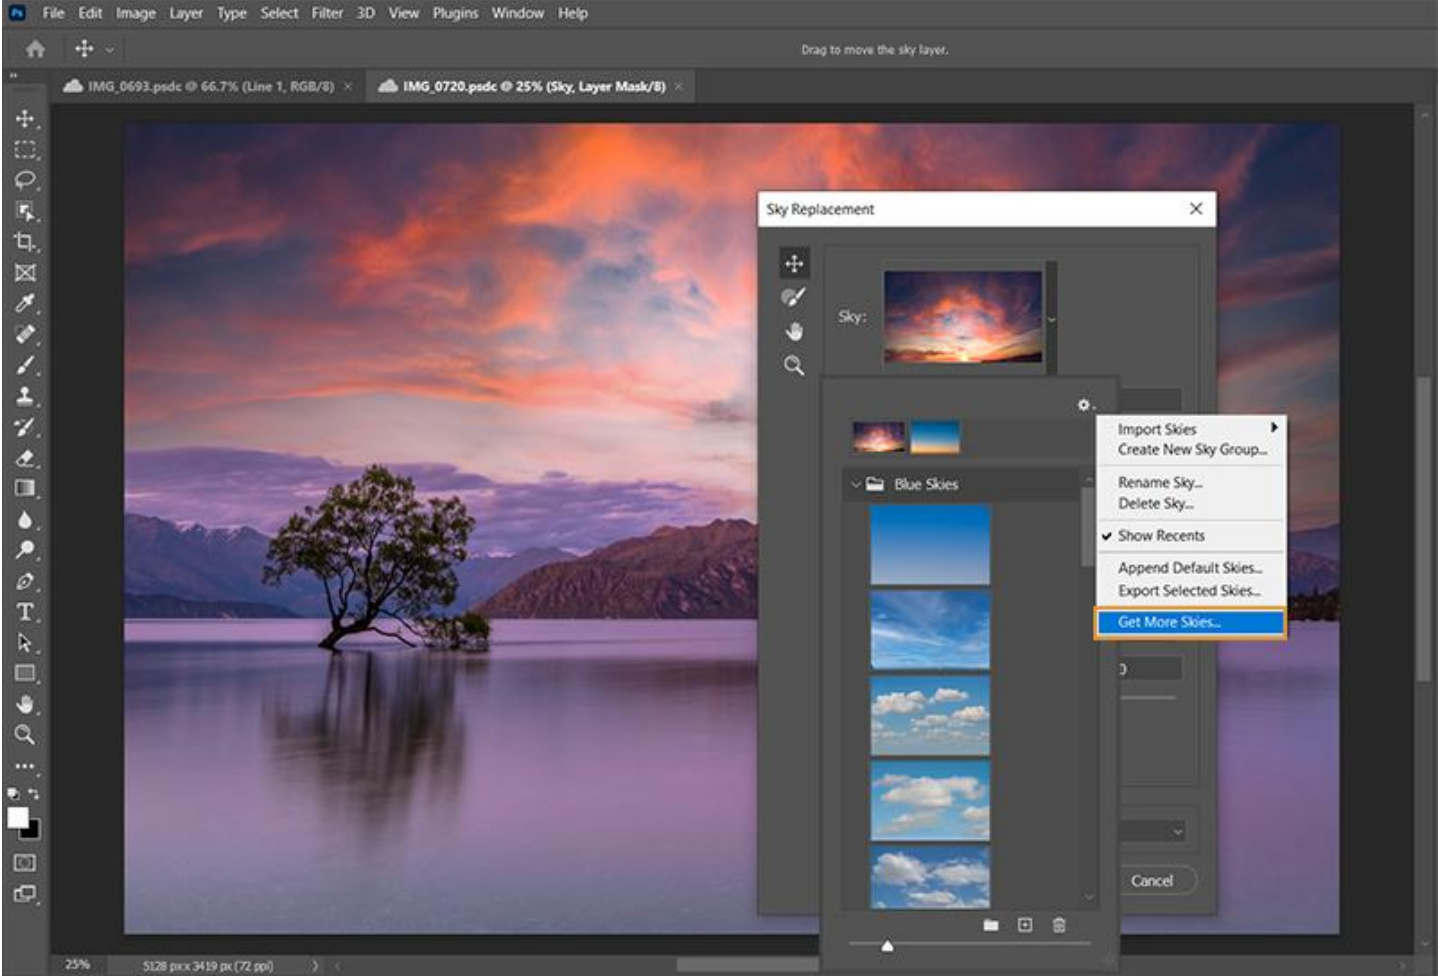 Ps File Edit Image Layer Type Select Filter 3D View Plugins Window Help
Drag to move the sky layer.
IMG_0693.psdc @ 66.7% (Line 1, RGB/8) × IMG_0720.psdc @ 25% (Sky, Layer Mask/8) ×
Sky Replacement
Sky:
Import Skies
Create New Sky Group...
Rename Sky...
Delete Sky...
Show Recents
Append Default Skies...
Export Selected Skies...
Get More Skies...
Blue Skies
0
Cancel
25% 5128 px x 3419 px (72 ppi)